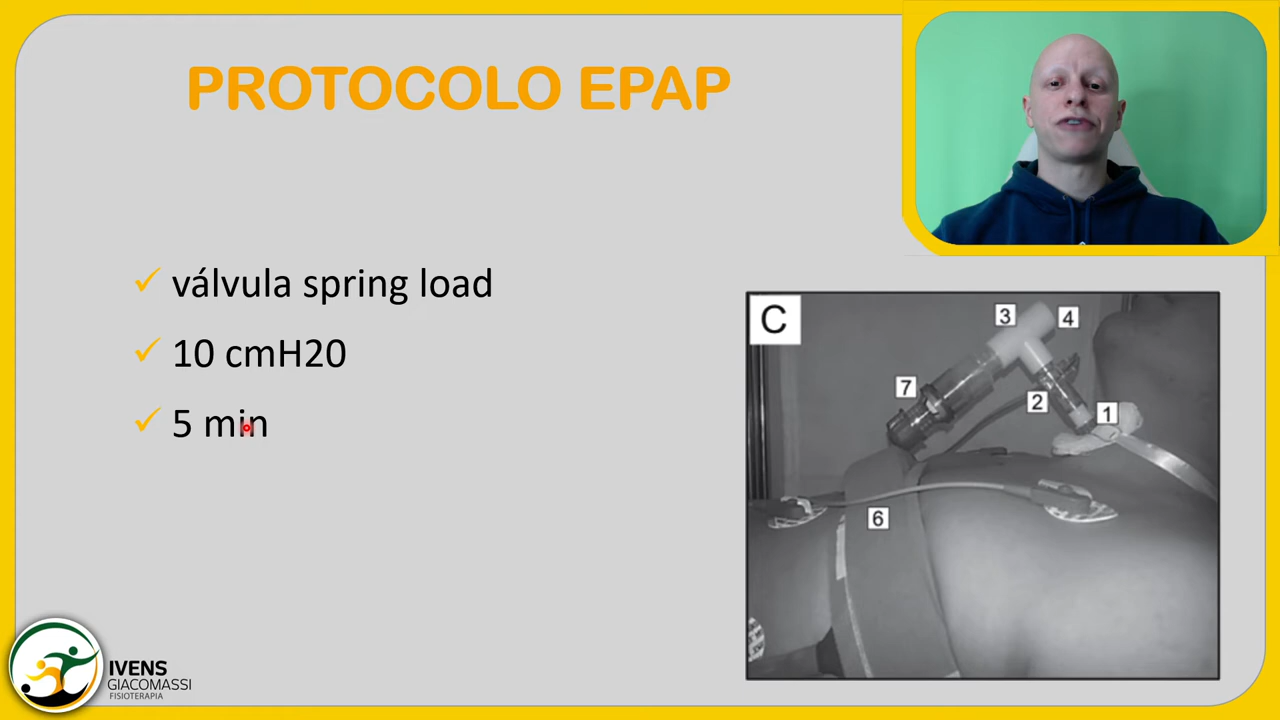 PROTOCOLO EPAP
válvula spring load
10 cmH20
5 min
C
3
4
7
2
1
6
IVENS
GIACOMASSI
FISIOTERAPIA